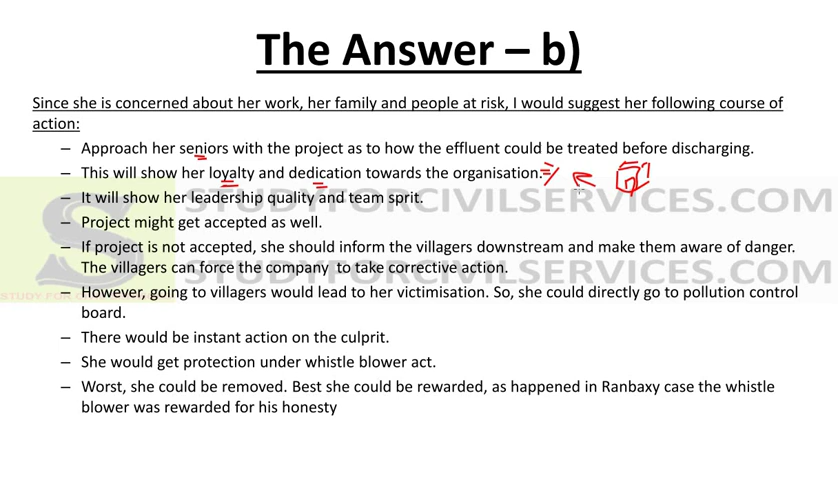 The Answer – b)
Since she is concerned about her work, her family and people at risk, I would suggest her following course of
action:
– Approach her seniors with the project as to how the effluent could be treated before discharging.
– This will show her loyalty and dedication towards the organisation.
– It will show her leadership quality and team sprit.
– Project might get accepted as well.
– If project is not accepted, she should inform the villagers downstream and make them aware of danger.
The villagers can force the company to take corrective action.
– However, going to villagers would lead to her victimisation. So, she could directly go to pollution control
board.
– There would be instant action on the culprit.
– She would get protection under whistle blower act.
– Worst, she could be removed. Best she could be rewarded, as happened in Ranbaxy case the whistle
blower was rewarded for his honesty
STUDYFORCIVILSERVICES.COM
STUDYFORCIVILSERVICES.COM